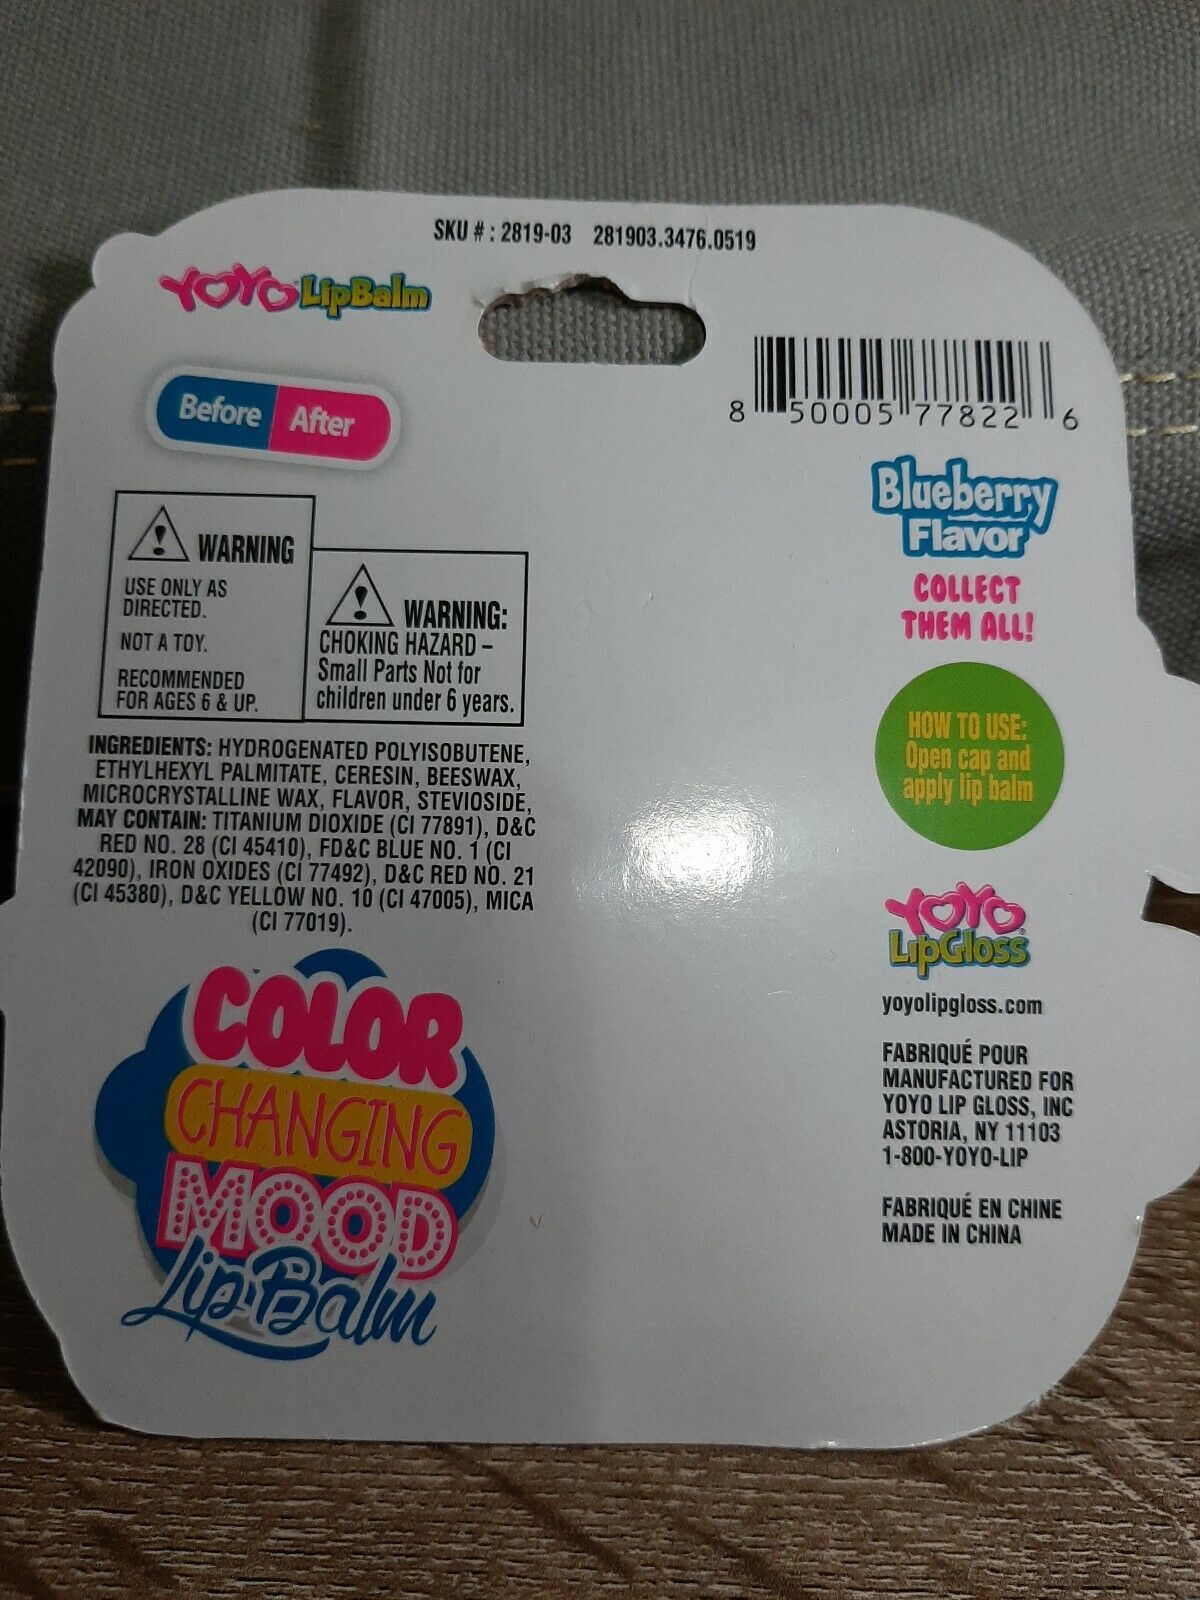 SKU # : 2819-03 281903.3476.0519
YOYO LipBalm
Before After
8 50005 77822 6
WARNING
USE ONLY AS
DIRECTED.
NOT A TOY.
RECOMMENDED
FOR AGES 6 & UP.
WARNING:
CHOKING HAZARD –
Small Parts Not for
children under 6 years.
INGREDIENTS: HYDROGENATED POLYISOBUTENE,
ETHYLHEXYL PALMITATE, CERESIN, BEESWAX,
MICROCRYSTALLINE WAX, FLAVOR, STEVIOSIDE,
MAY CONTAIN: TITANIUM DIOXIDE (CI 77891), D&C
RED NO. 28 (CI 45410), FD&C BLUE NO. 1 (CI
42090), IRON OXIDES (CI 77492), D&C RED NO. 21
(CI 45380), D&C YELLOW NO. 10 (CI 47005), MICA
(CI 77019).
COLOR
CHANGING
MOOD
Lip Balm
Blueberry
Flavor
COLLECT
THEM ALL!
HOW TO USE:
Open cap and
apply lip balm
YOYO
LipGloss®
yoyolipgloss.com
FABRIQUÉ POUR
MANUFACTURED FOR
YOYO LIP GLOSS, INC
ASTORIA, NY 11103
1-800-YOYO-LIP
FABRIQUÉ EN CHINE
MADE IN CHINA